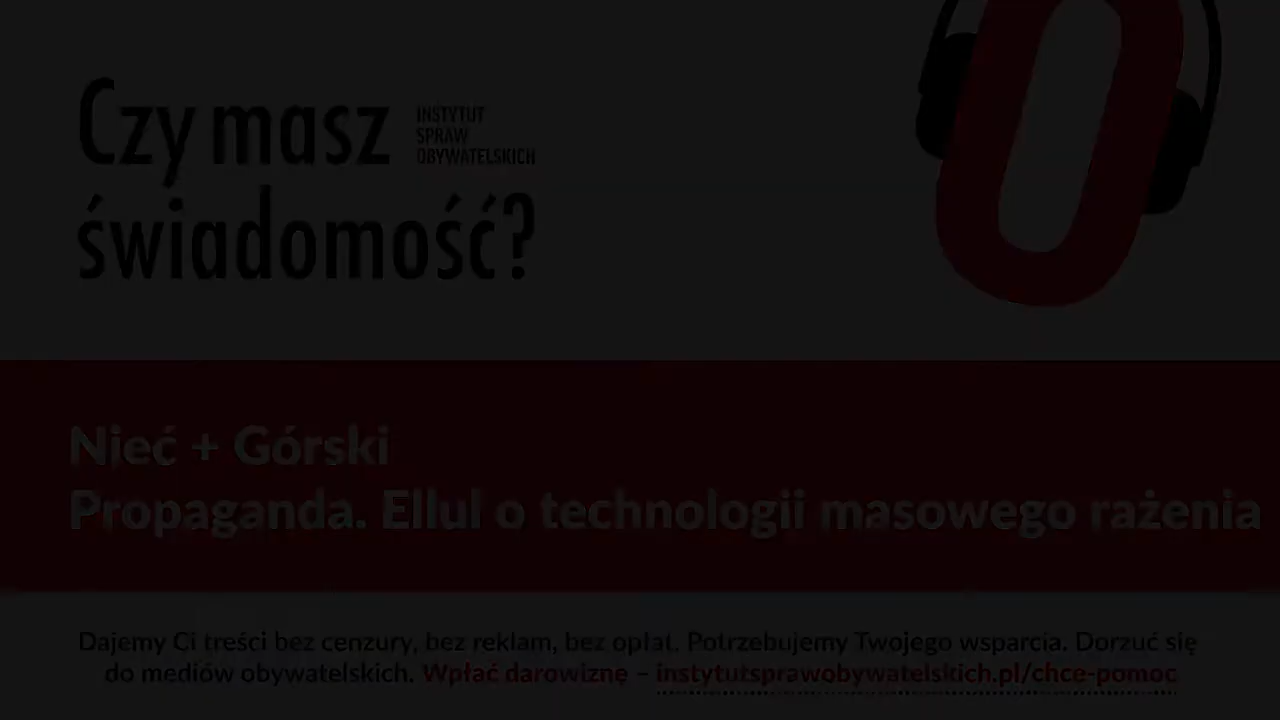 Czy masz
INSTYTUT
SPRAW
OBYWATELSKICH
świadomość?
Nieć + Górski
Propaganda. Ellul o technologii masowego rażenia
Dajemy Ci treści bez cenzury, bez reklam, bez opłat. Potrzebujemy Twojego wsparcia. Dorzuć się
do mediów obywatelskich. Wpłać darowiznę – instytutsprawobywatelskich.pl/chce-pomoc